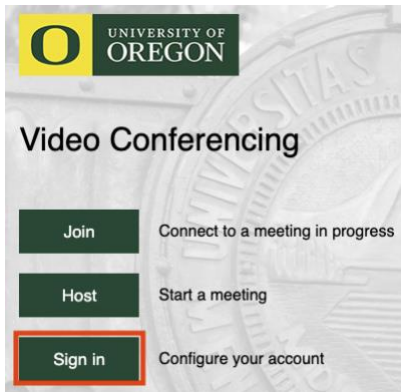 O
UNIVERSITY OF
OREGON
Video Conferencing
Join Connect to a meeting in progress
Host Start a meeting
Sign in Configure your account